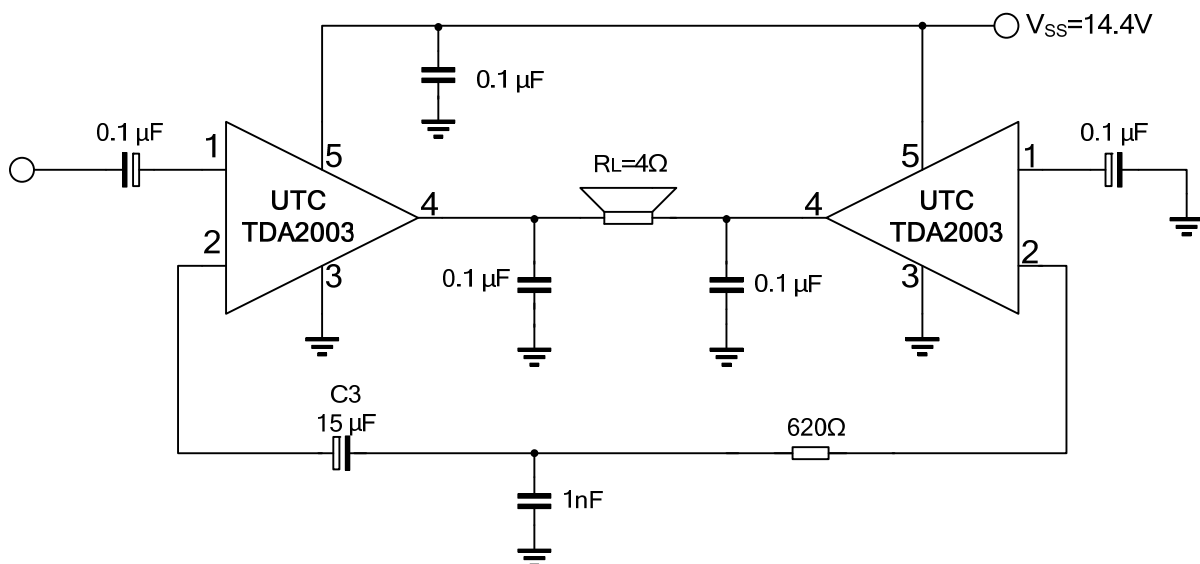 VSS=14.4V
0.1 µF
0.1 µF
0.1 µF
1
5
5
1
RL=4Ω
UTC
TDA2003
4
4
UTC
TDA2003
2
2
3
3
0.1 µF
0.1 µF
C3
15 µF
620Ω
1nF